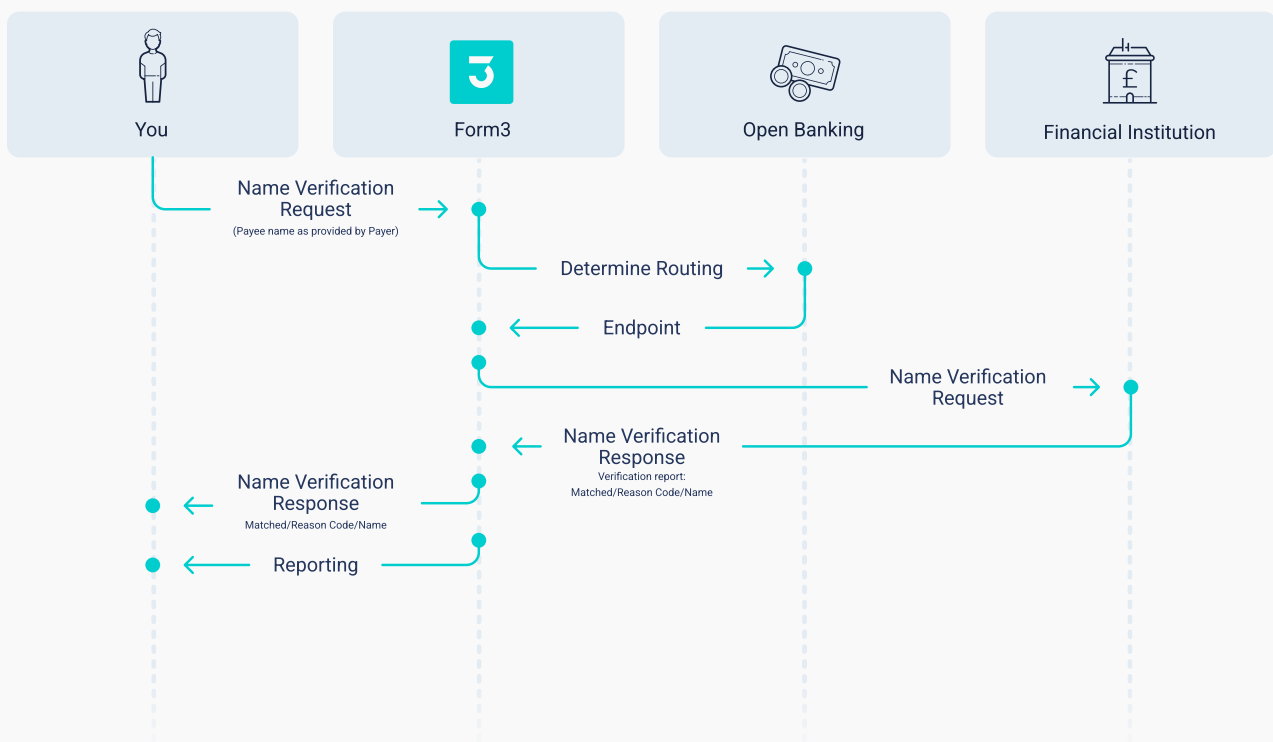 You
Form3
Open Banking
Financial Institution
Name Verification
Request
(Payee name as provided by Payer)
Determine Routing
Endpoint
Name Verification
Request
Name Verification
Response
Verification report:
Matched/Reason Code/Name
Name Verification
Response
Matched/Reason Code/Name
Reporting